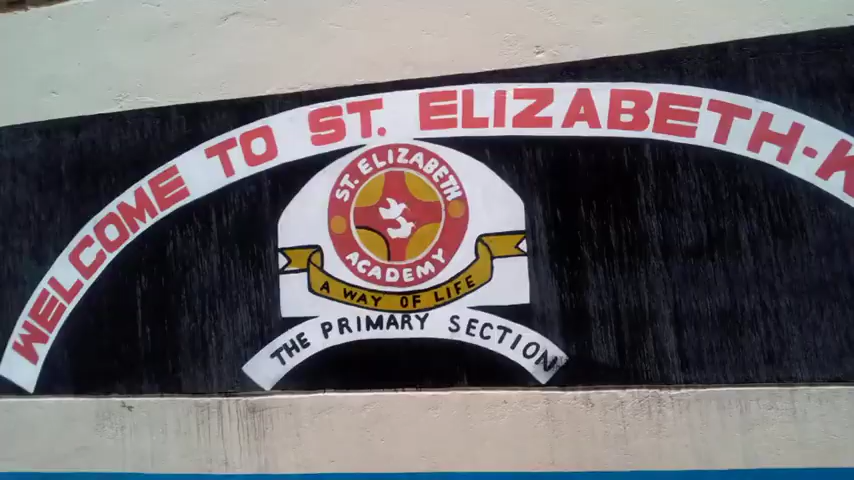 WELCOME TO ST. ELIZABETH-K
ST. ELIZABETH
ACADEMY
A WAY OF LIFE
THE PRIMARY SECTION